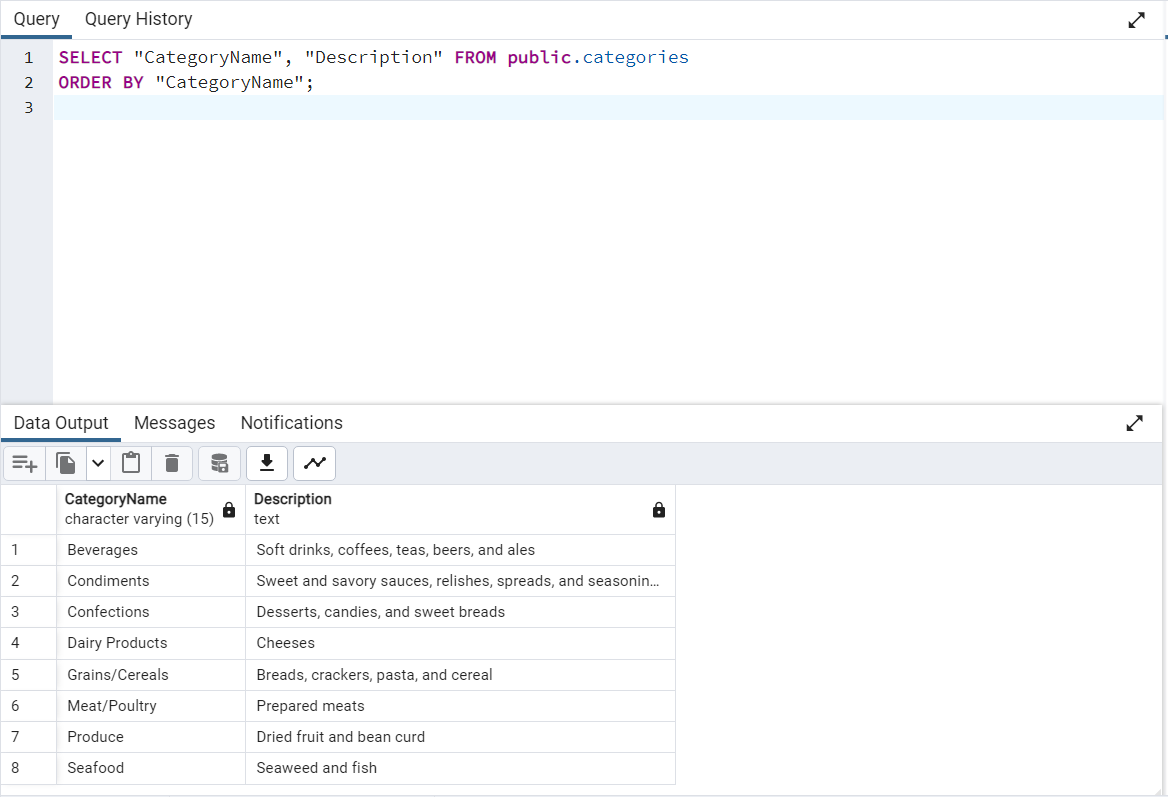 Query Query History
1 SELECT "CategoryName", "Description" FROM public.categories
2 ORDER BY "CategoryName";
3
Data Output Messages Notifications
CategoryName Description
character varying (15) text
1 Beverages Soft drinks, coffees, teas, beers, and ales
2 Condiments Sweet and savory sauces, relishes, spreads, and seasonin...
3 Confections Desserts, candies, and sweet breads
4 Dairy Products Cheeses
5 Grains/Cereals Breads, crackers, pasta, and cereal
6 Meat/Poultry Prepared meats
7 Produce Dried fruit and bean curd
8 Seafood Seaweed and fish